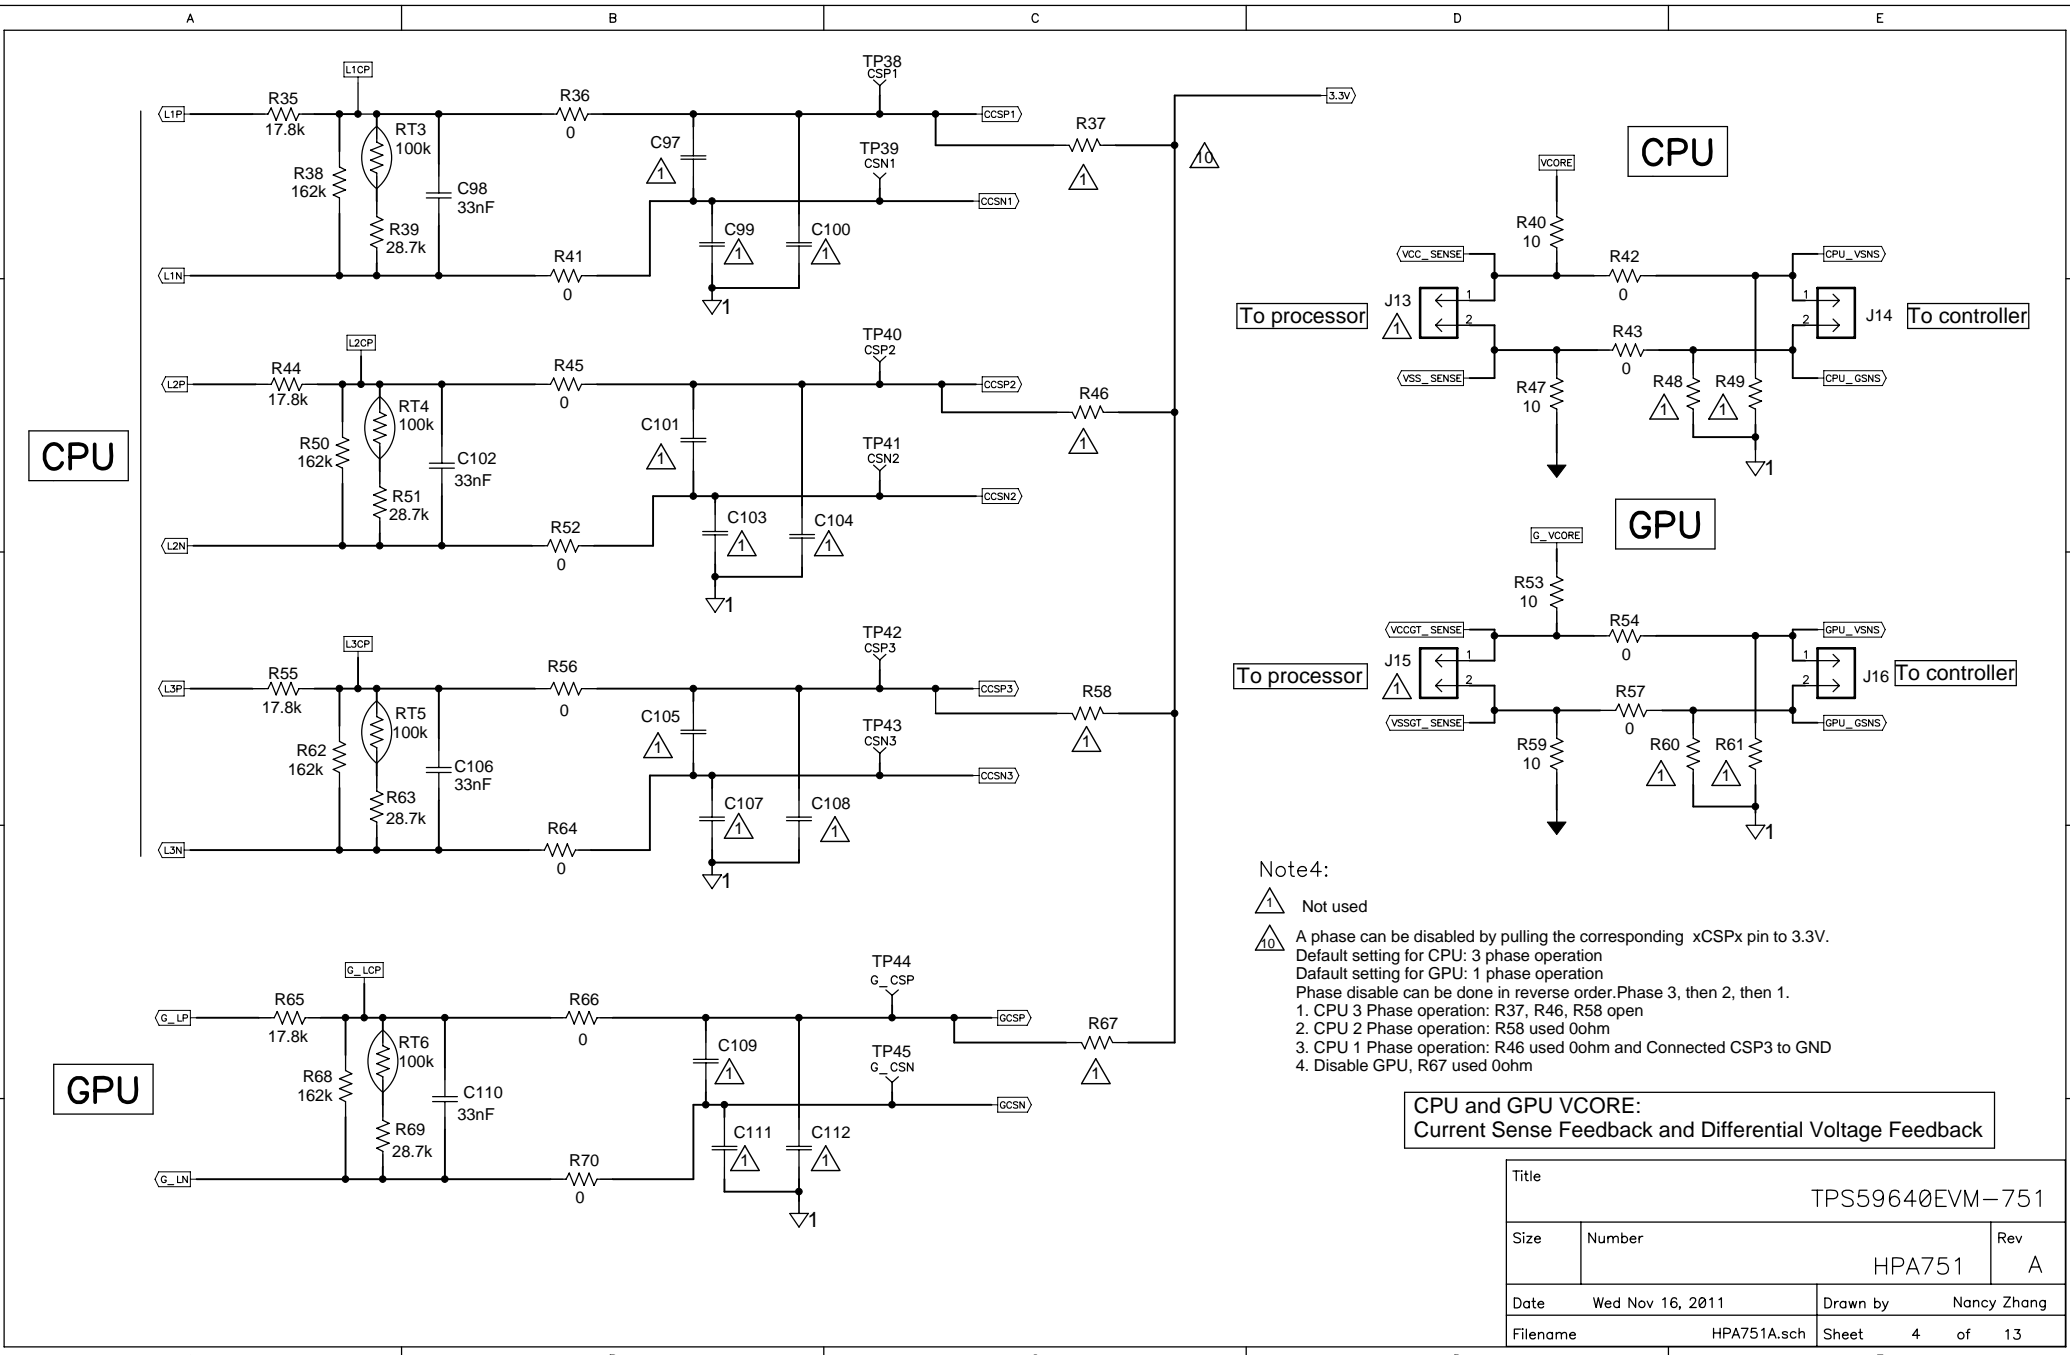 A B C D E
L1CP
L1P
R35
17.8k
R38
162k
RT3
100k
R39
28.7k
C98
33nF
L1N
R36
0
R41
0
C97
1
C99
1
C100
1
1
TP38
CSP1
TP39
CSN1
CCSP1
CCSN1
R37
1
10
3.3V
CPU
L2CP
L2P
R44
17.8k
R50
162k
RT4
100k
R51
28.7k
C102
33nF
L2N
R45
0
R52
0
C101
1
C103
1
C104
1
1
TP40
CSP2
TP41
CSN2
CCSP2
CCSN2
R46
1
L3CP
L3P
R55
17.8k
R62
162k
RT5
100k
R63
28.7k
C106
33nF
L3N
R56
0
R64
0
C105
1
C107
1
C108
1
1
TP42
CSP3
TP43
CSN3
CCSP3
CCSN3
R58
1
GPU
G_LCP
G_LP
R65
17.8k
R68
162k
RT6
100k
R69
28.7k
C110
33nF
G_LN
R66
0
R70
0
C109
1
C111
1
C112
1
1
TP44
G_CSP
TP45
G_CSN
GCSP
GCSN
R67
1
CPU
VCORE
R40
10
VCC_SENSE
R42
0
CPU_VSNS
To processor
J13
1
1
2
1
2
J14
To controller
R43
0
VSS_SENSE
R47
10
R48
1
R49
1
CPU_GSNS
1
GPU
G_VCORE
R53
10
VCCGT_SENSE
R54
0
GPU_VSNS
To processor
J15
1
1
2
1
2
J16
To controller
R57
0
VSSGT_SENSE
R59
10
R60
1
R61
1
GPU_GSNS
1
Note4:
1 Not used
10 A phase can be disabled by pulling the corresponding xCSPx pin to 3.3V.
Default setting for CPU: 3 phase operation
Dafault setting for GPU: 1 phase operation
Phase disable can be done in reverse order.Phase 3, then 2, then 1.
1. CPU 3 Phase operation: R37, R46, R58 open
2. CPU 2 Phase operation: R58 used 0ohm
3. CPU 1 Phase operation: R46 used 0ohm and Connected CSP3 to GND
4. Disable GPU, R67 used 0ohm
CPU and GPU VCORE:
Current Sense Feedback and Differential Voltage Feedback
Title
TPS59640EVM-751
Size Number Rev
HPA751 A
Date Wed Nov 16, 2011 Drawn by Nancy Zhang
Filename HPA751A.sch Sheet 4 of 13